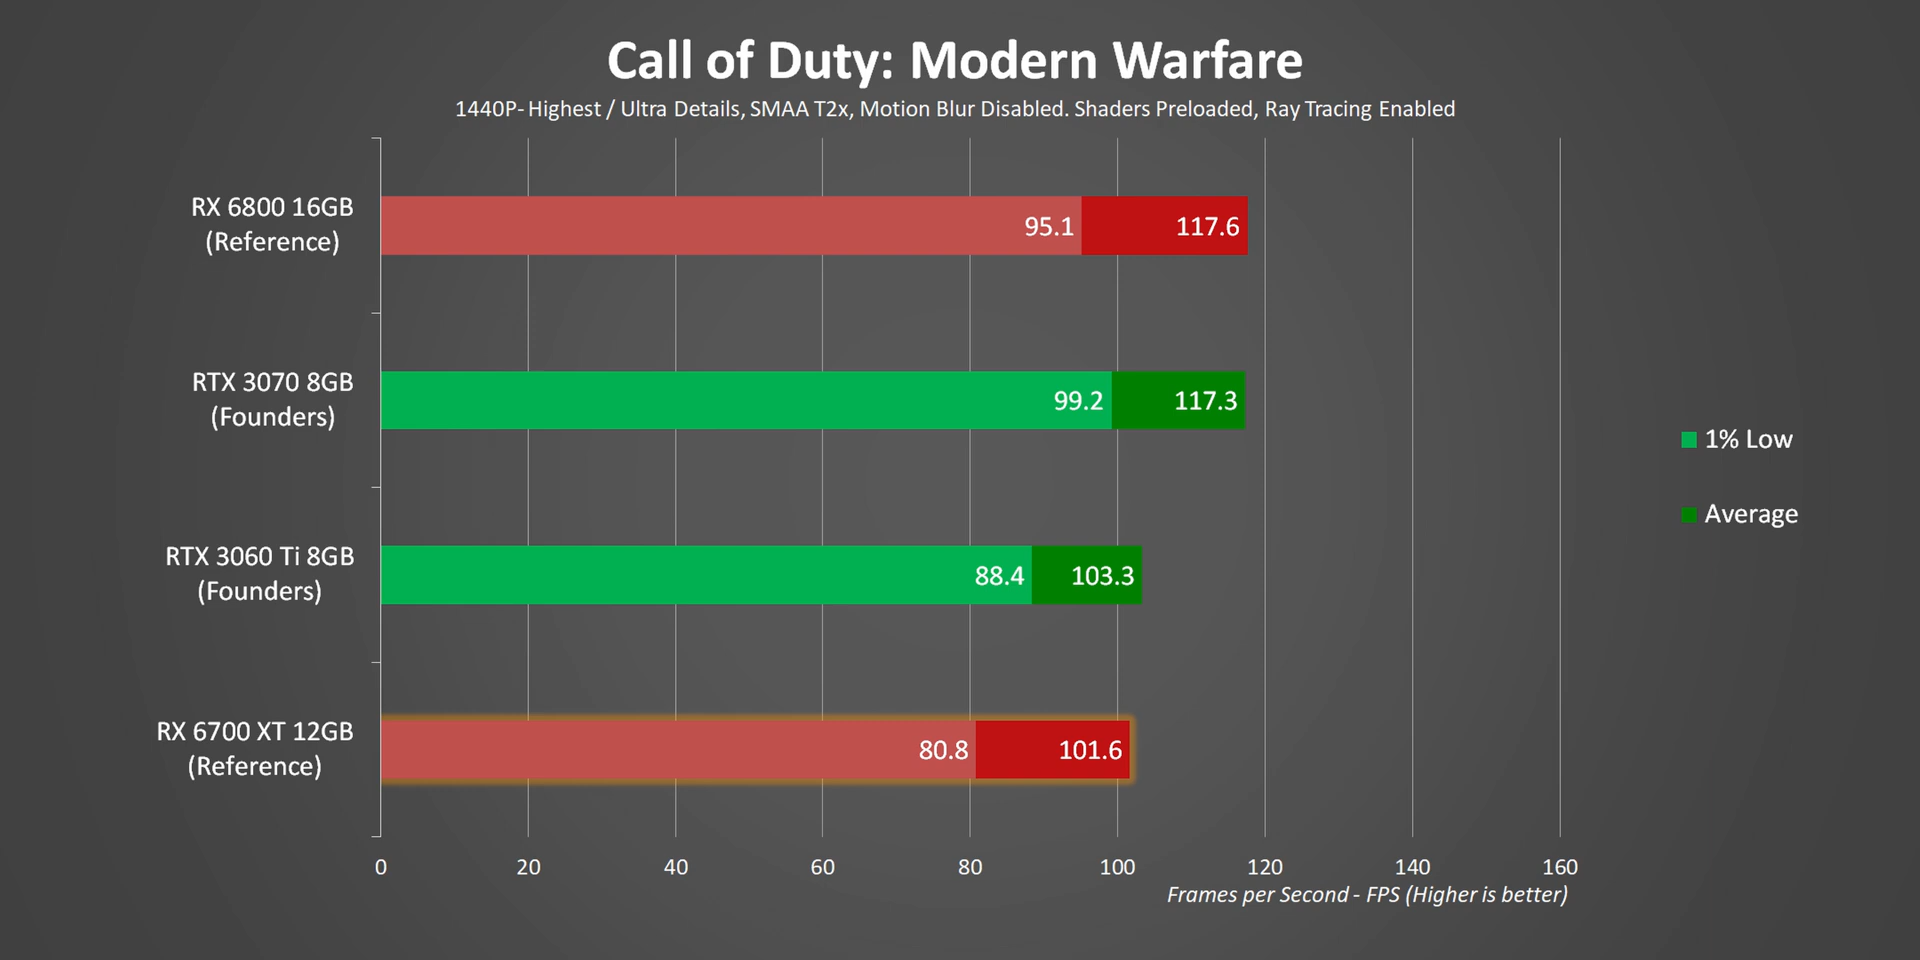 Call of Duty: Modern Warfare
1440P- Highest / Ultra Details, SMAA T2x, Motion Blur Disabled. Shaders Preloaded, Ray Tracing Enabled
RX 6800 16GB
(Reference)
95.1
117.6
RTX 3070 8GB
(Founders)
99.2
117.3
1% Low
Average
RTX 3060 Ti 8GB
(Founders)
88.4
103.3
RX 6700 XT 12GB
(Reference)
80.8
101.6
0
20
40
60
80
100
120
140
160
Frames per Second - FPS (Higher is better)